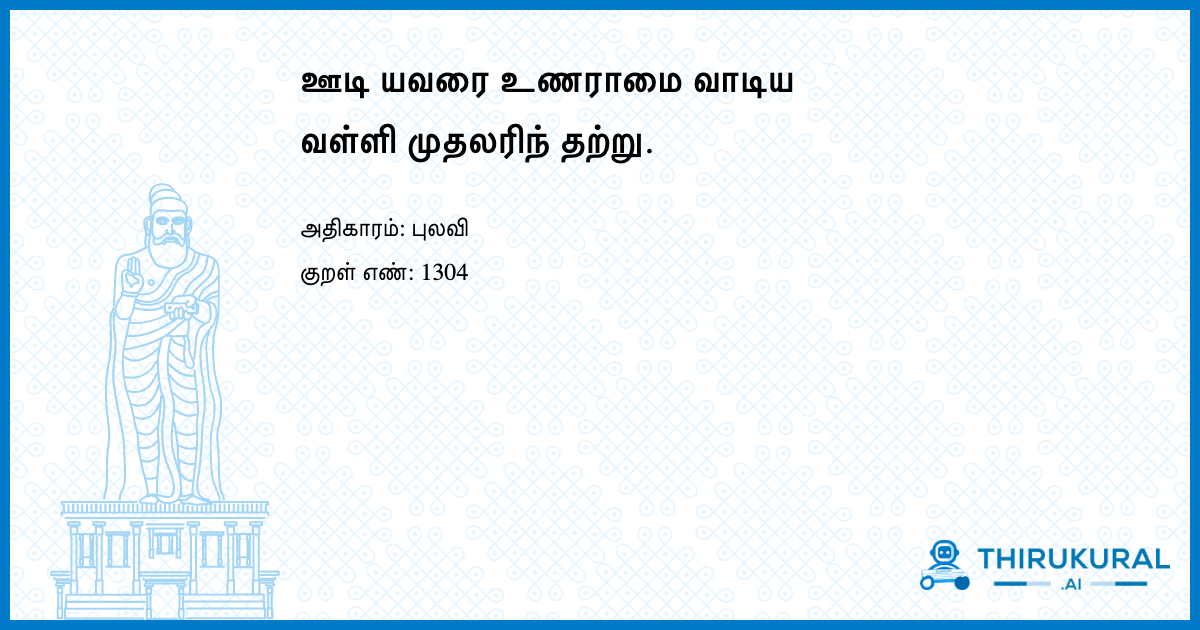 ஊடி யவரை உணராமை வாடிய
வள்ளி முதலரிந் தற்று.
அதிகாரம்: புலவி
குறள் எண்: 1304
THIRUKURAL
.AI